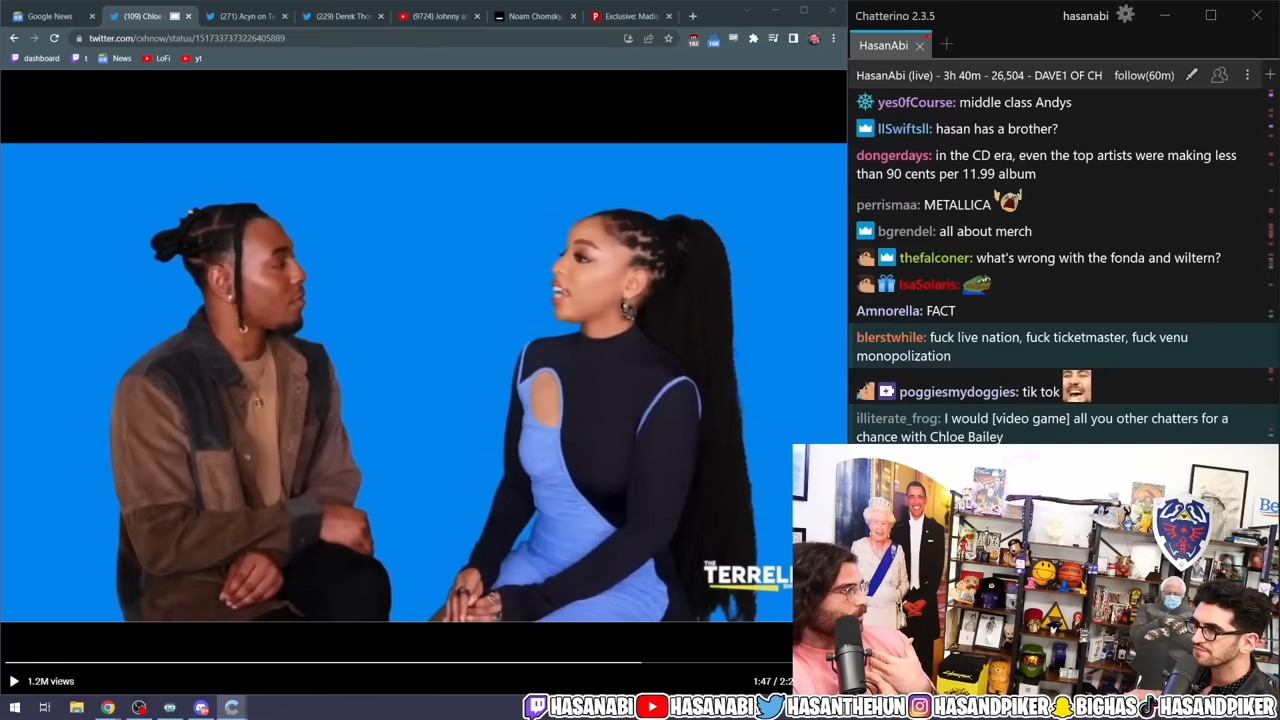 Google News
(109) Chloe
(271) Acyn on T
(229) Derek Tho
(9724) Johnny a
Noam Chomsky,
Exclusive: Madis
twitter.com/cxhnow/status/1517337373226405889
182
160
dashboard
t
News
LoFi
yt
THE
TERRELL
1.2M views
1:47 / 2:2
Chatterino 2.3.5
hasanabi
HasanAbi
HasanAbi (live) - 3h 40m - 26,504 - DAVE1 OF CH
follow(60m)
yes0fCourse: middle class Andys
llSwiftsll: hasan has a brother?
dongerdays: in the CD era, even the top artists were making less
than 90 cents per 11.99 album
perrismaa: METALLICA
bgrendel: all about merch
thefalconer: what's wrong with the fonda and wiltern?
IsaSolaris:
Amnorella: FACT
blerstwhile: fuck live nation, fuck ticketmaster, fuck venu
monopolization
poggiesmydoggies: tik tok
illiterate_frog: I would [video game] all you other chatters for a
chance with Chloe Bailey
Be
HASANABI
HASANABI
HASANTHEHUN
HASANDPIKER
BIGHAS
HASANDPIKER